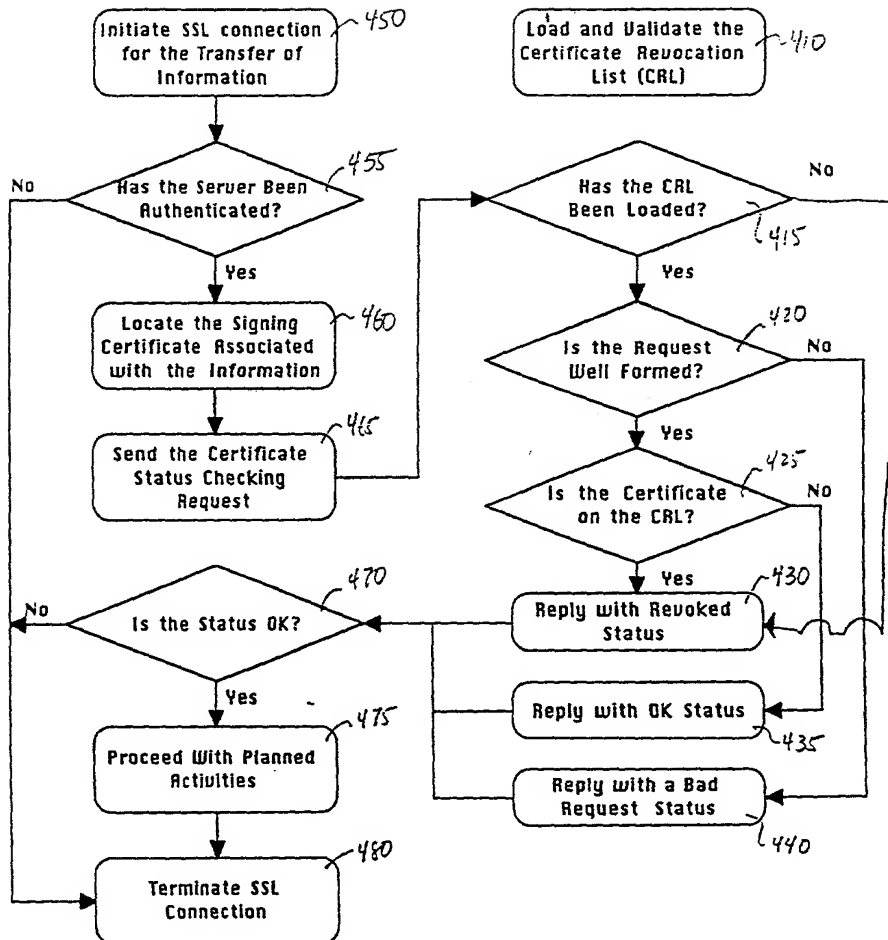 Initiate SSL connection
for the Transfer of
Information
450
Load and Validate the
Certificate Revocation
List (CRL)
410
No
Has the Server Been
Authenticated?
455
Yes
Has the CRL
Been Loaded?
415
No
Yes
Locate the Signing
Certificate Associated
with the Information
460
Is the Request
Well Formed?
420
No
Yes
Send the Certificate
Status Checking
Request
465
Is the Certificate
on the CRL?
425
No
Yes
No
Is the Status OK?
470
Yes
Reply with Revoked
Status
430
Reply with OK Status
435
Proceed With Planned
Activities
475
Reply with a Bad
Request Status
440
Terminate SSL
Connection
480